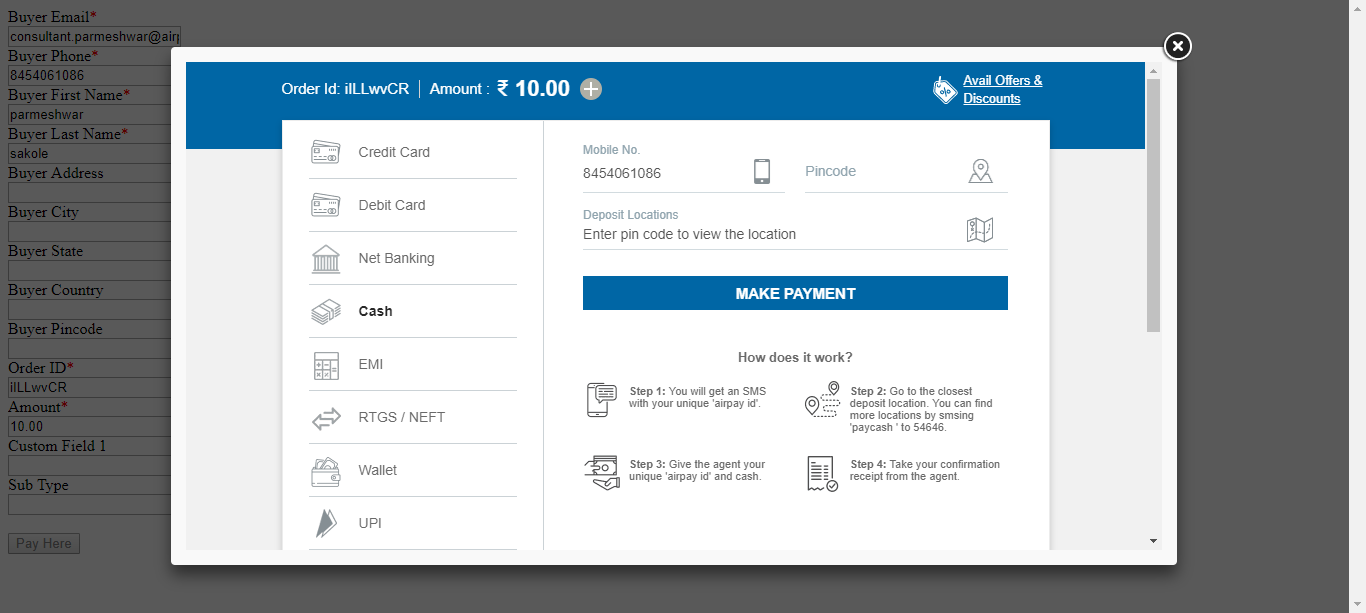 Buyer Email*
consultant.parmeshwar@air
Buyer Phone*
8454061086
Buyer First Name*
parmeshwar
Buyer Last Name*
sakole
Buyer Address
Buyer City
Buyer State
Buyer Country
Buyer Pincode
Order ID*
iILLwvCR
Amount*
10.00
Custom Field 1
Sub Type
Pay Here
Order Id: iILLwvCR | Amount : ₹ 10.00
Avail Offers &
Discounts
Credit Card
Debit Card
Net Banking
Cash
EMI
RTGS / NEFT
Wallet
UPI
Mobile No.
8454061086
Pincode
Deposit Locations
Enter pin code to view the location
MAKE PAYMENT
How does it work?
Step 1: You will get an SMS
with your unique 'airpay id'.
Step 2: Go to the closest
deposit location. You can find
more locations by smsing
'paycash ' to 54646.
Step 3: Give the agent your
unique 'airpay id' and cash.
Step 4: Take your confirmation
receipt from the agent.